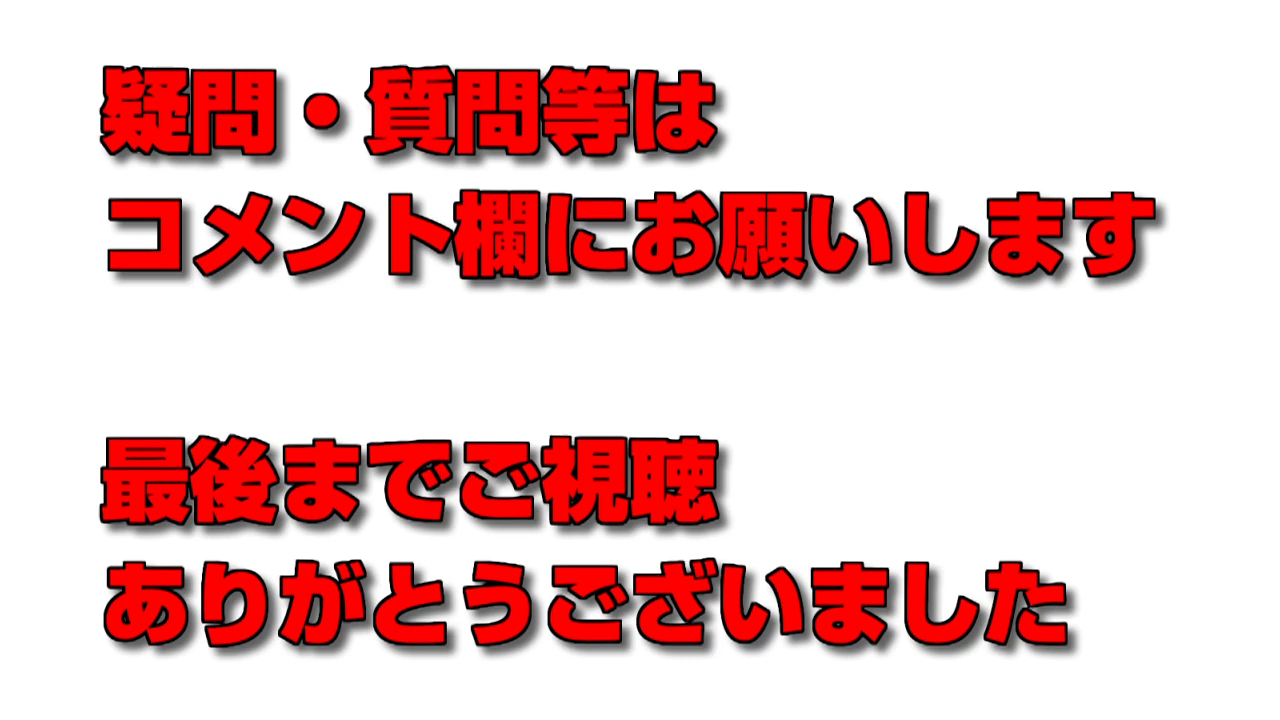 疑問・質問等は
コメント欄にお願いします
最後までご視聴
ありがとうございました